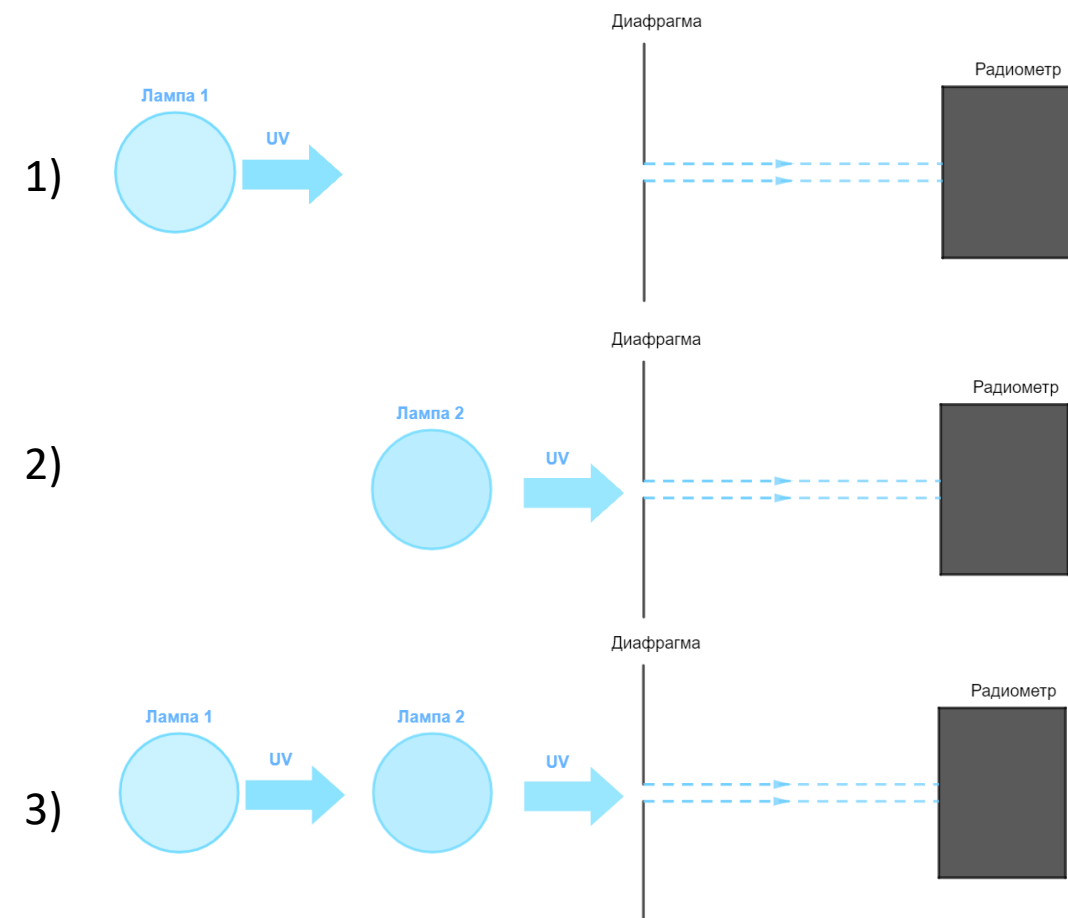 Диафрагма
Радиометр
Лампа 1
UV
1)
Диафрагма
Радиометр
Лампа 2
UV
2)
Диафрагма
Радиометр
Лампа 1
Лампа 2
UV
UV
3)